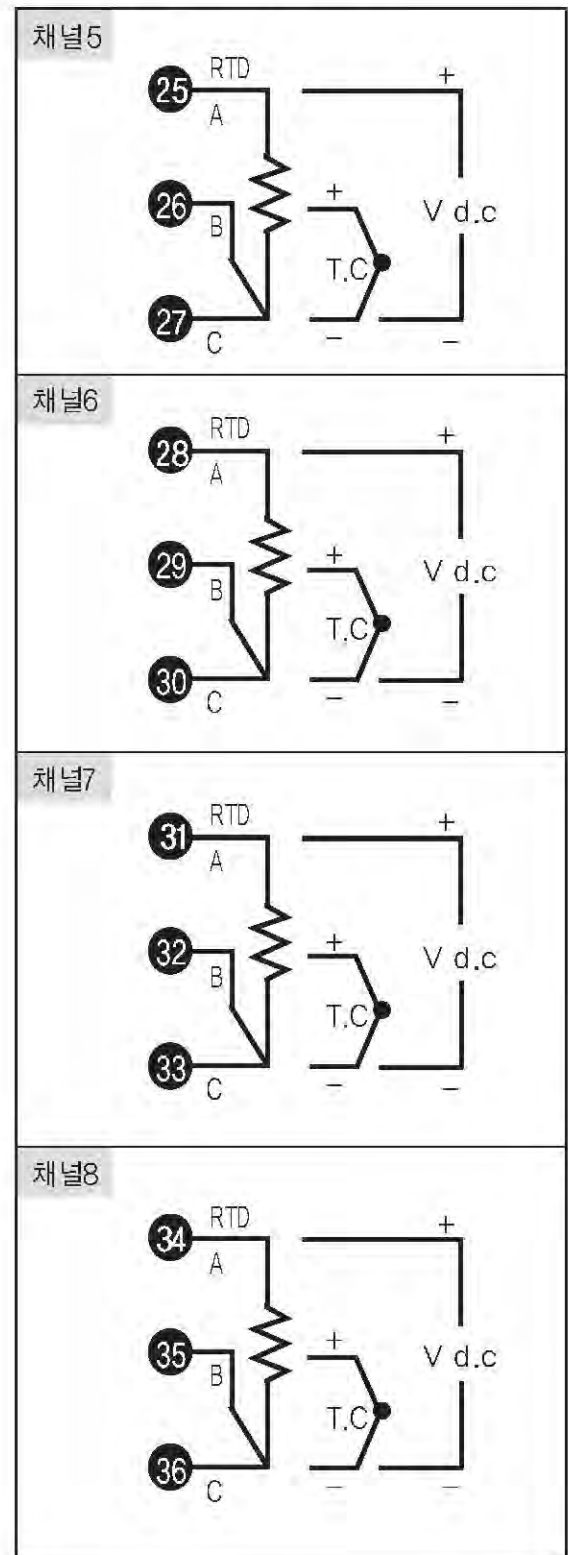 채널5
RTD
25
+
A
26
+
B
V d.c
T.C
27
C
−
−
채널6
RTD
28
+
A
29
+
B
V d.c
T.C
30
C
−
−
채널7
RTD
31
+
A
32
+
B
V d.c
T.C
33
C
−
−
채널8
RTD
34
+
A
35
+
B
V d.c
T.C
36
C
−
−